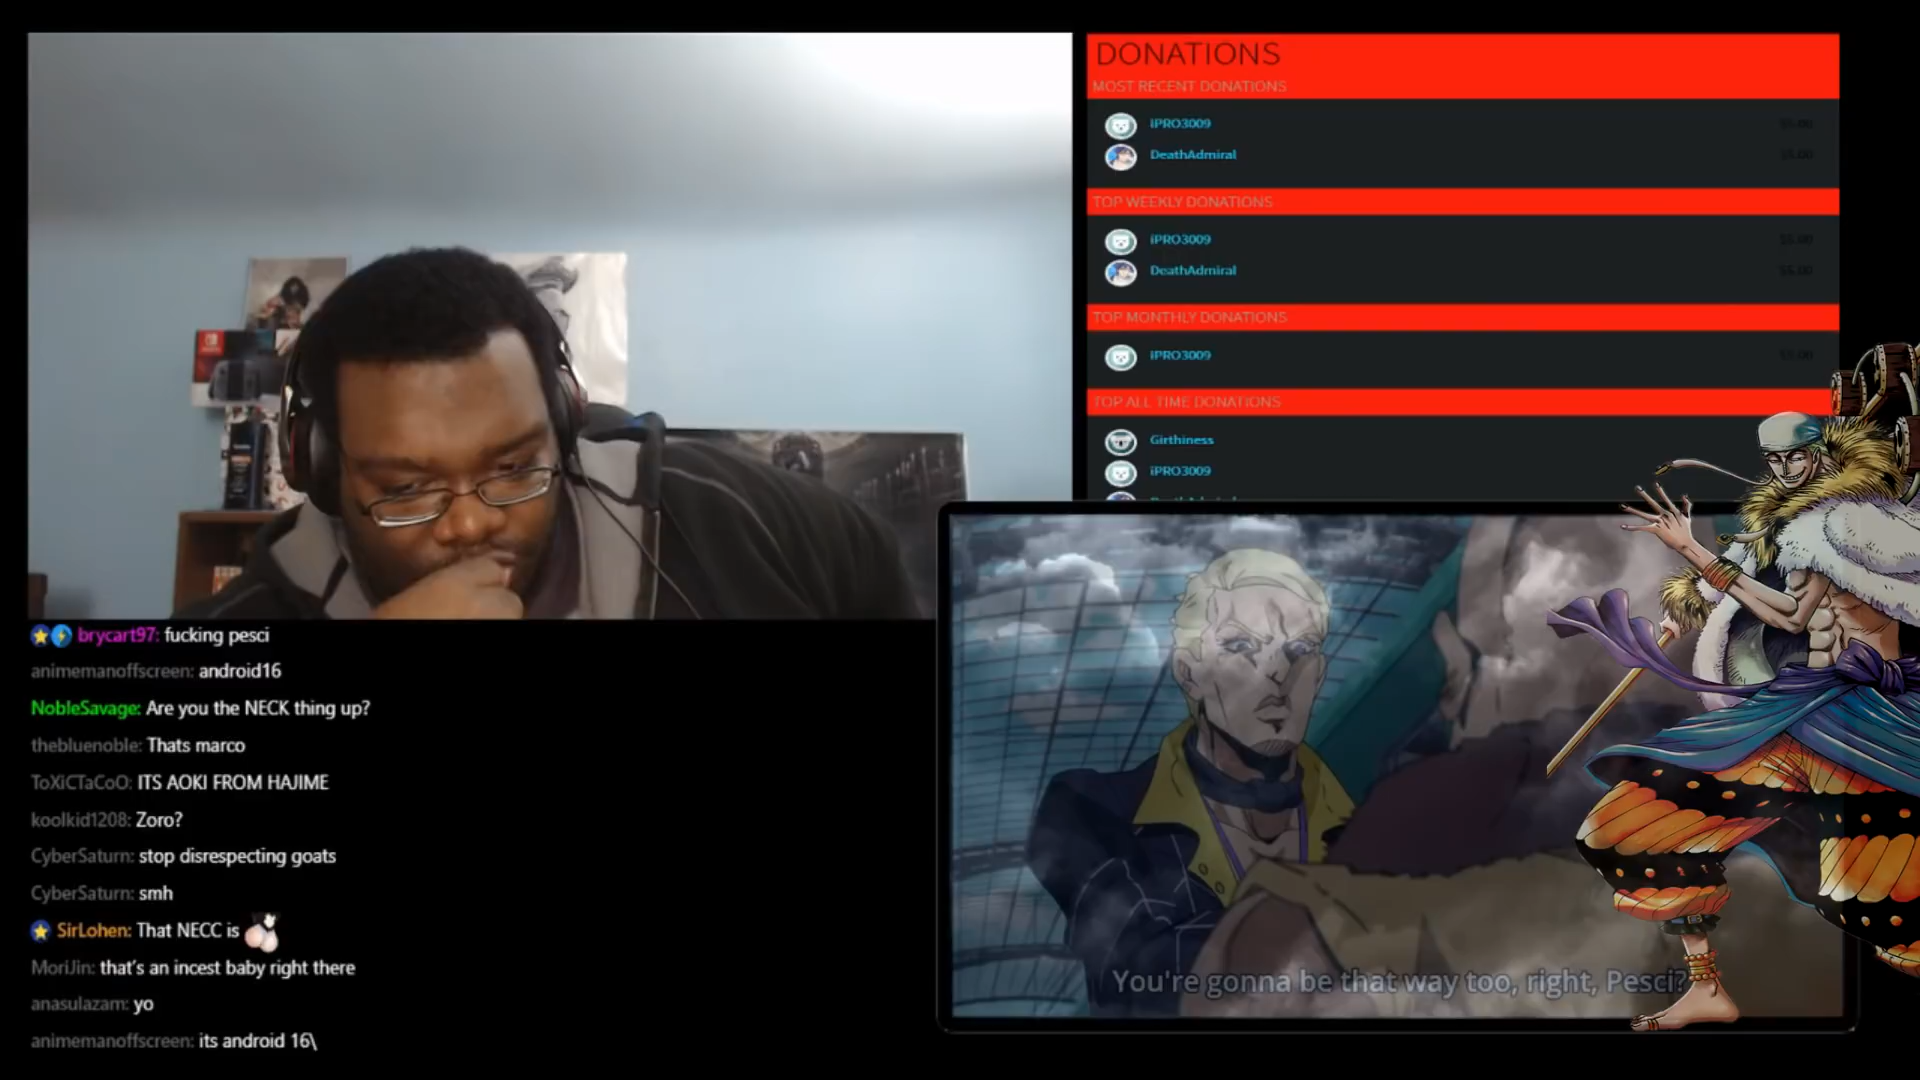 DONATIONS
MOST RECENT DONATIONS
iPRO3009
DeathAdmiral
TOP WEEKLY DONATIONS
iPRO3009
DeathAdmiral
TOP MONTHLY DONATIONS
iPRO3009
TOP ALL TIME DONATIONS
Girthiness
iPRO3009
brycart97: fucking pesci
animemanoffscreen: android16
NobleSavage: Are you the NECK thing up?
thebluenoble: Thats marco
ToXiCTaCoO: ITS AOKI FROM HAJIME
koolkid1208: Zoro?
CyberSaturn: stop disrespecting goats
CyberSaturn: smh
SirLohen: That NECC is
MoriJin: that's an incest baby right there
anasulazam: yo
animemanoffscreen: its android 16\
You're gonna be that way too, right, Pesci?